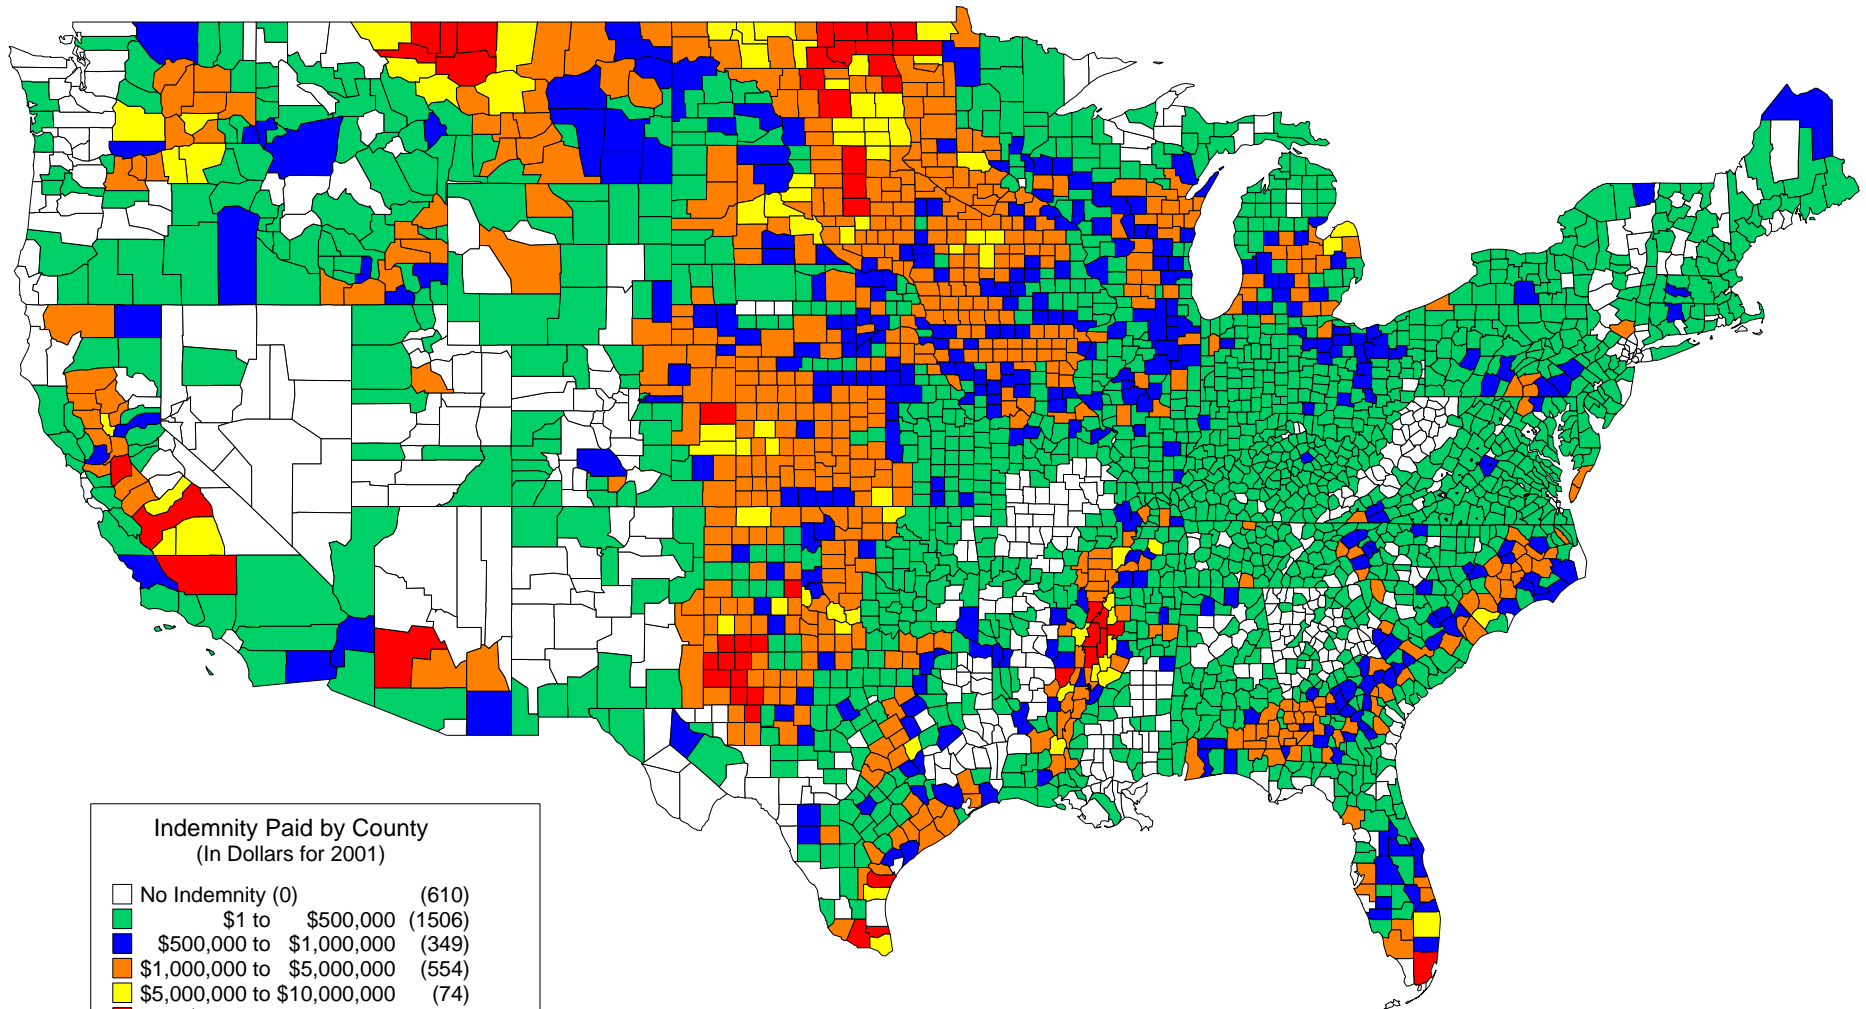 Indemnity Paid by County
(In Dollars for 2001)
No Indemnity (0) (610)
$1 to $500,000 (1506)
$500,000 to $1,000,000 (349)
$1,000,000 to $5,000,000 (554)
$5,000,000 to $10,000,000 (74)